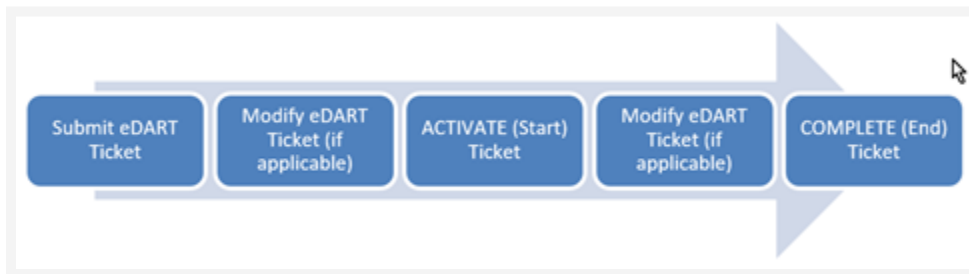 Submit eDART
Ticket
Modify eDART
Ticket (if
applicable)
ACTIVATE (Start)
Ticket
Modify eDART
Ticket (if
applicable)
COMPLETE (End)
Ticket